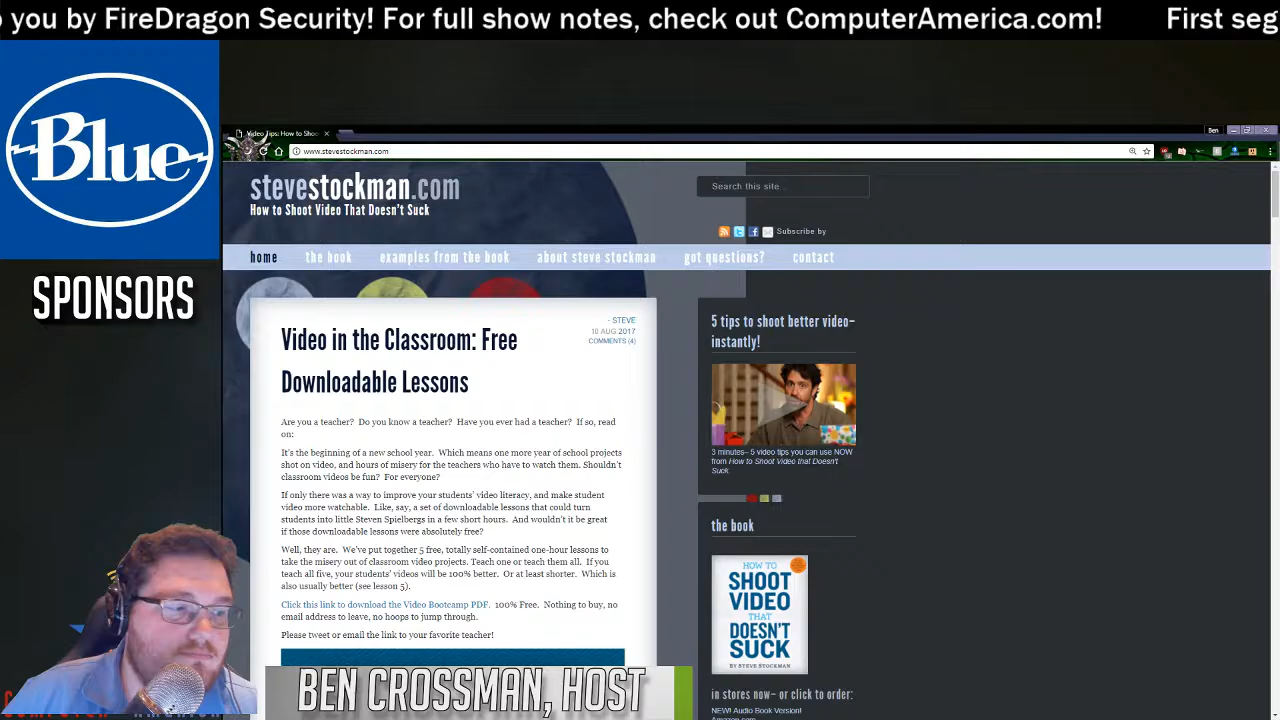 o you by FireDragon Security! For full show notes, check out ComputerAmerica.com! First seg
Blue
SPONSORS
Video Tips: How to Shoo
Ben
www.stevestockman.com
stevestockman.com
How to Shoot Video That Doesn't Suck
Search this site...
Subscribe by
home the book examples from the book about steve stockman got questions? contact
Video in the Classroom: Free
Downloadable Lessons
- STEVE
10 AUG 2017
COMMENTS (4)
Are you a teacher? Do you know a teacher? Have you ever had a teacher? If so, read
on:
It's the beginning of a new school year. Which means one more year of school projects
shot on video, and hours of misery for the teachers who have to watch them. Shouldn't
classroom videos be fun? For everyone?
If only there was a way to improve your students' video literacy, and make student
video more watchable. Like, say, a set of downloadable lessons that could turn
students into little Steven Spielbergs in a few short hours. And wouldn't it be great
if those downloadable lessons were absolutely free?
Well, they are. We've put together 5 free, totally self-contained one-hour lessons to
take the misery out of classroom video projects. Teach one or teach them all. If you
teach all five, your students' videos will be 100% better. Or at least shorter. Which is
also usually better (see lesson 5).
Click this link to download the Video Bootcamp PDF. 100% Free. Nothing to buy, no
email address to leave, no hoops to jump through.
Please tweet or email the link to your favorite teacher!
5 tips to shoot better video–
instantly!
3 minutes– 5 video tips you can use NOW
from How to Shoot Video that Doesn't
Suck.
the book
HOW TO
SHOOT
VIDEO
THAT
DOESN'T
SUCK
BY STEVE STOCKMAN
in stores now– or click to order:
NEW! Audio Book Version!
Amazon.com
BEN CROSSMAN, HOST